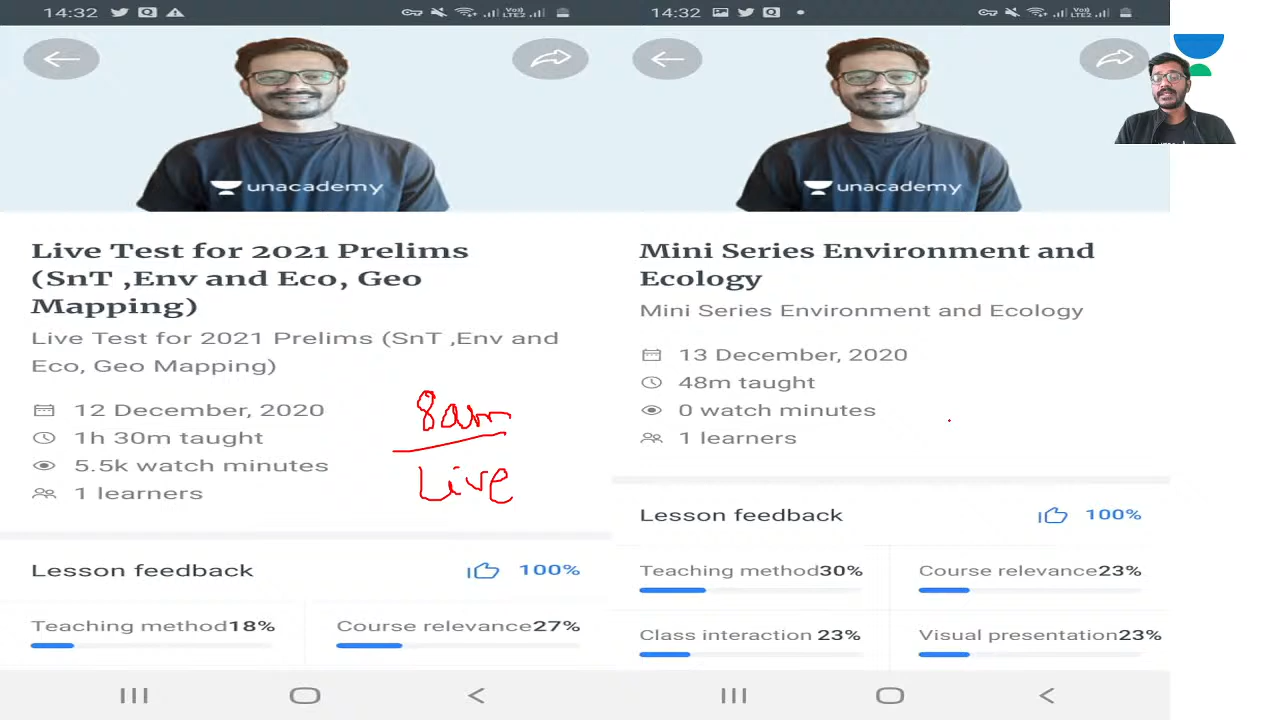 14:32
VoI)
LTE2
unacademy
Live Test for 2021 Prelims
(SnT ,Env and Eco, Geo
Mapping)
Live Test for 2021 Prelims (SnT ,Env and
Eco, Geo Mapping)
12 December, 2020
1h 30m taught
5.5k watch minutes
1 learners
8am
Live
Lesson feedback
100%
Teaching method18%
Course relevance27%
14:32
VoI)
LTE2
unacademy
Mini Series Environment and
Ecology
Mini Series Environment and Ecology
13 December, 2020
48m taught
0 watch minutes
1 learners
Lesson feedback
100%
Teaching method30%
Course relevance23%
Class interaction 23%
Visual presentation23%